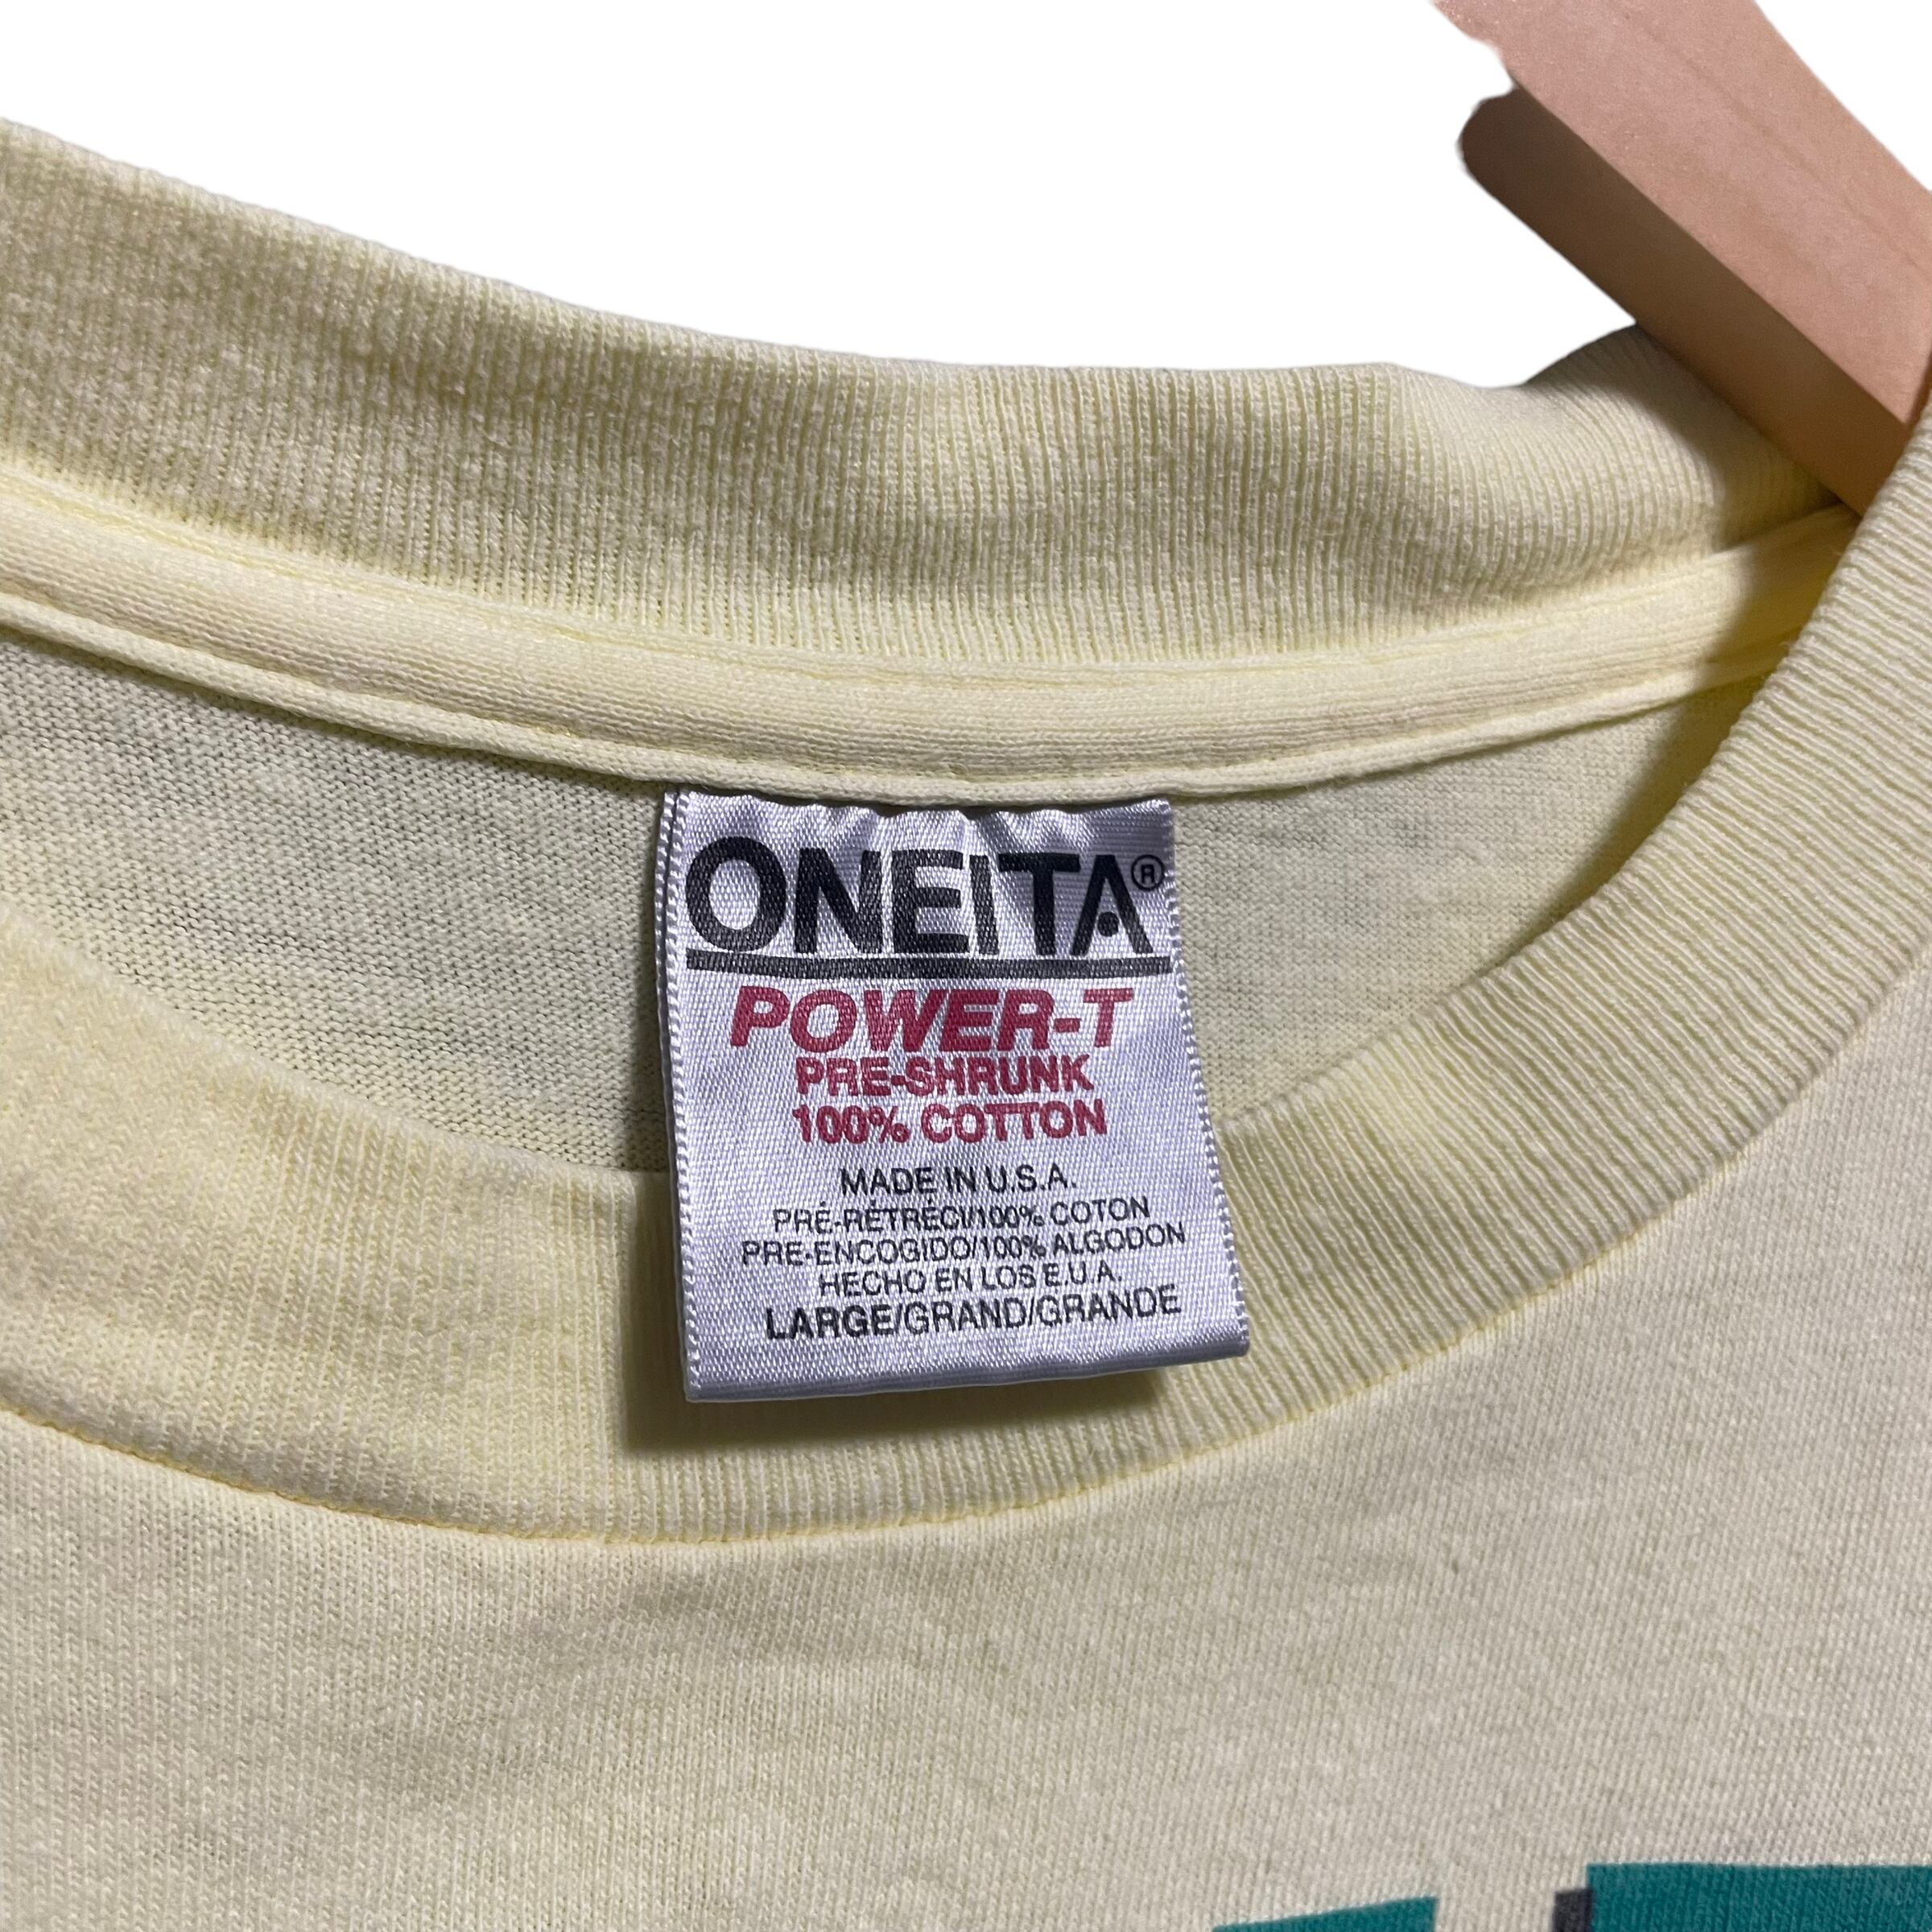 ONEITA®
POWER-T
PRE-SHRUNK
100% COTTON
MADE IN U.S.A.
PRÉ-RÉTRÉCI/100% COTON
PRE-ENCOGIDO/100% ALGODON
HECHO EN LOS E.U.A.
LARGE/GRAND/GRANDE